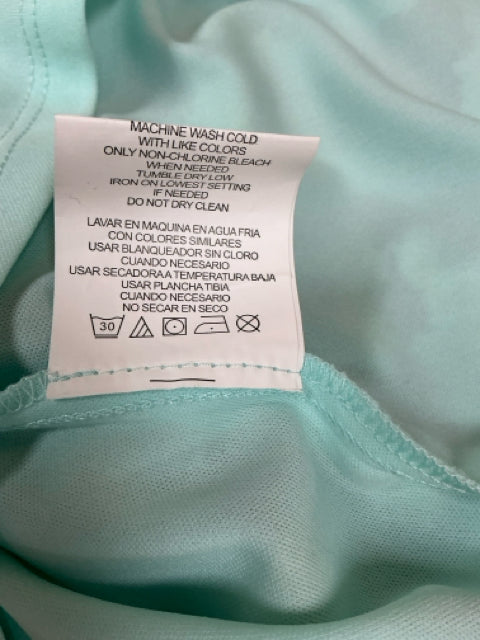 MACHINE WASH COLD
WITH LIKE COLORS
ONLY NON-CHLORINE BLEACH
WHEN NEEDED
TUMBLE DRY LOW
IRON ON LOWEST SETTING
IF NEEDED
DO NOT DRY CLEAN
LAVAR EN MAQUINA EN AGUA FRIA
CON COLORES SIMILARES
USAR BLANQUEADOR SIN CLORO
CUANDO NECESARIO
USAR SECADORA A TEMPERATURA BAJA
USAR PLANCHA TIBIA
CUANDO NECESARIO
NO SECAR EN SECO
30